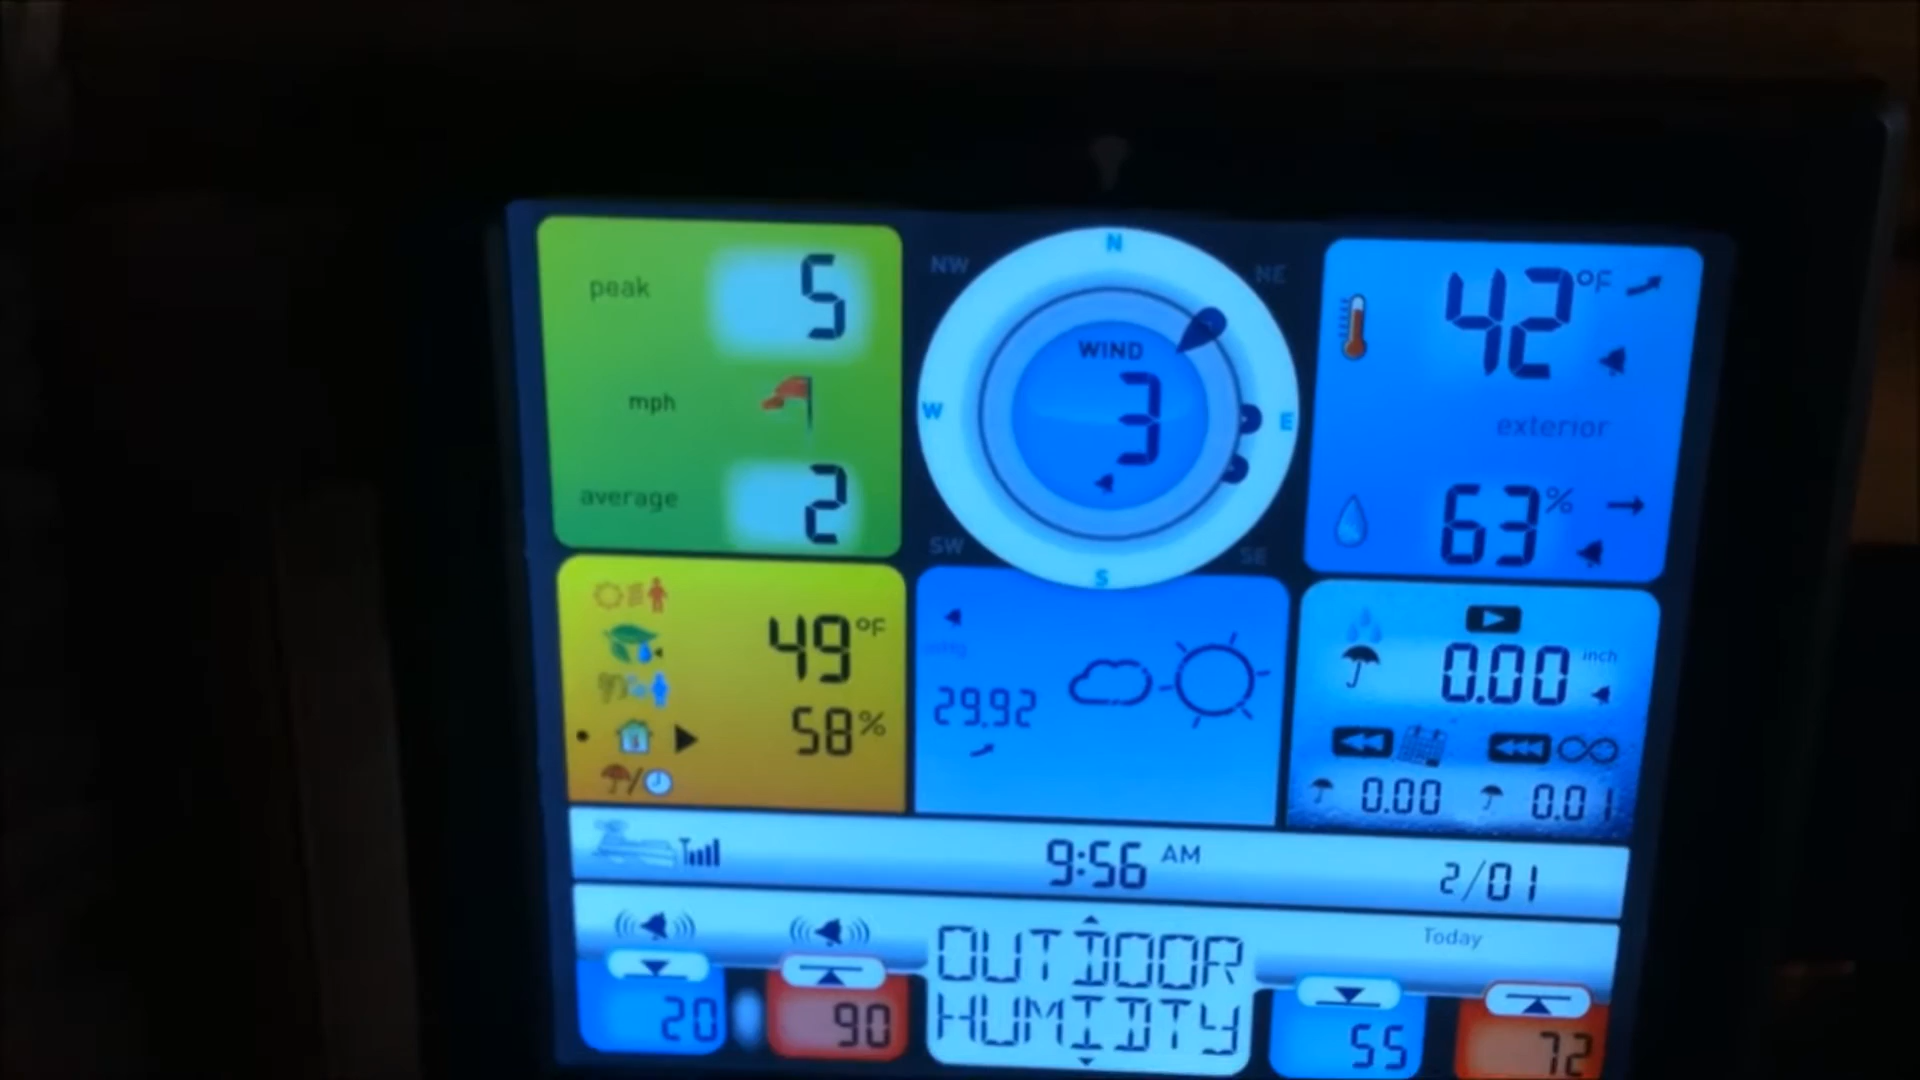 peak 5
mph
average 2
NW N NE
W WIND E
3
SW S SE
42 °F
exterior
63 %
49 °F
58 %
29.92
0.00 inch
0.00 0.01
9:56 AM 2/01
Today
OUTDOOR
HUMIDTY
20 90 55 72